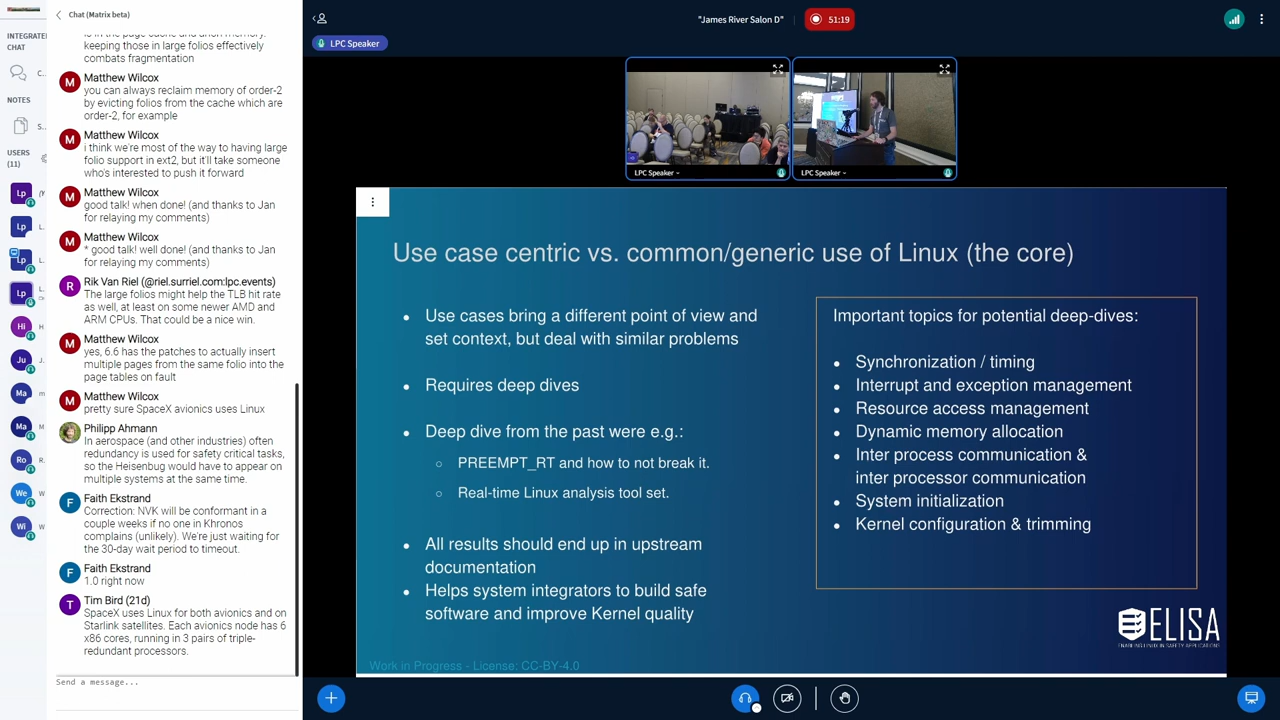 Chat (Matrix beta)
INTEGRATE
CHAT
C...
NOTES
S...
USERS
(11)
Lp
Lp
Lp
Lp
Hi
Ju
Ma
Ma
Ro
We
Wi
keeping those in large folios effectively
combats fragmentation
Matthew Wilcox
you can always reclaim memory of order-2
by evicting folios from the cache which are
order-2, for example
Matthew Wilcox
i think we're most of the way to having large
folio support in ext2, but it'll take someone
who's interested to push it forward
Matthew Wilcox
good talk! when done! (and thanks to Jan
for relaying my comments)
Matthew Wilcox
* good talk! well done! (and thanks to Jan
for relaying my comments)
Rik Van Riel (@riel.surriel.com:lpc.events)
The large folios might help the TLB hit rate
as well, at least on some newer AMD and
ARM CPUs. That could be a nice win.
Matthew Wilcox
yes, 6.6 has the patches to actually insert
multiple pages from the same folio into the
page tables on fault
Matthew Wilcox
pretty sure SpaceX avionics uses Linux
Philipp Ahmann
In aerospace (and other industries) often
redundancy is used for safety critical tasks,
so the Heisenbug would have to appear on
multiple systems at the same time.
Faith Ekstrand
Correction: NVK will be conformant in a
couple weeks if no one in Khronos
complains (unlikely). We're just waiting for
the 30-day wait period to timeout.
Faith Ekstrand
1.0 right now
Tim Bird (21d)
SpaceX uses Linux for both avionics and on
Starlink satellites. Each avionics node has 6
x86 cores, running in 3 pairs of triple-
redundant processors.
Send a message...
"James River Salon D"
51:19
LPC Speaker
LPC Speaker
LPC Speaker
Use case centric vs. common/generic use of Linux (the core)
Use cases bring a different point of view and
set context, but deal with similar problems
Requires deep dives
Deep dive from the past were e.g.:
PREEMPT_RT and how to not break it.
Real-time Linux analysis tool set.
All results should end up in upstream
documentation
Helps system integrators to build safe
software and improve Kernel quality
Important topics for potential deep-dives:
Synchronization / timing
Interrupt and exception management
Resource access management
Dynamic memory allocation
Inter process communication &
inter processor communication
System initialization
Kernel configuration & trimming
ELISA
ENABLING LINUX IN SAFETY APPLICATIONS
Work in Progress - License: CC-BY-4.0